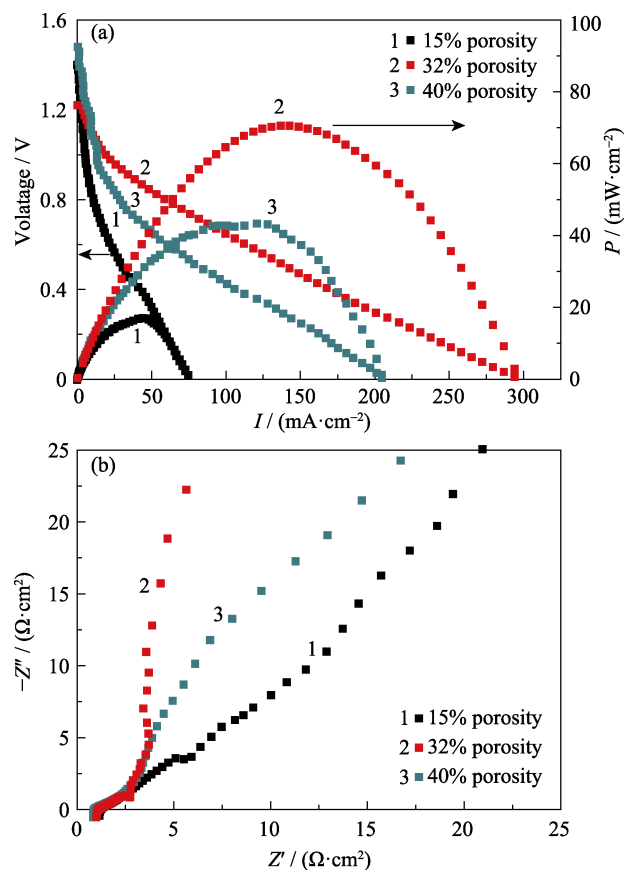 (a)
1 15% porosity
2 32% porosity
3 40% porosity
1.6
1.2
0.8
0.4
0
Volatage / V
100
80
60
40
20
0
P / (mW·cm⁻²)
2
2
3
3
1
1
0 50 100 150 200 250 300
I / (mA·cm⁻²)
(b)
25
20
15
10
5
0
−Z″ / (Ω·cm²)
2
3
1
1 15% porosity
2 32% porosity
3 40% porosity
0 5 10 15 20 25
Z′ / (Ω·cm²)